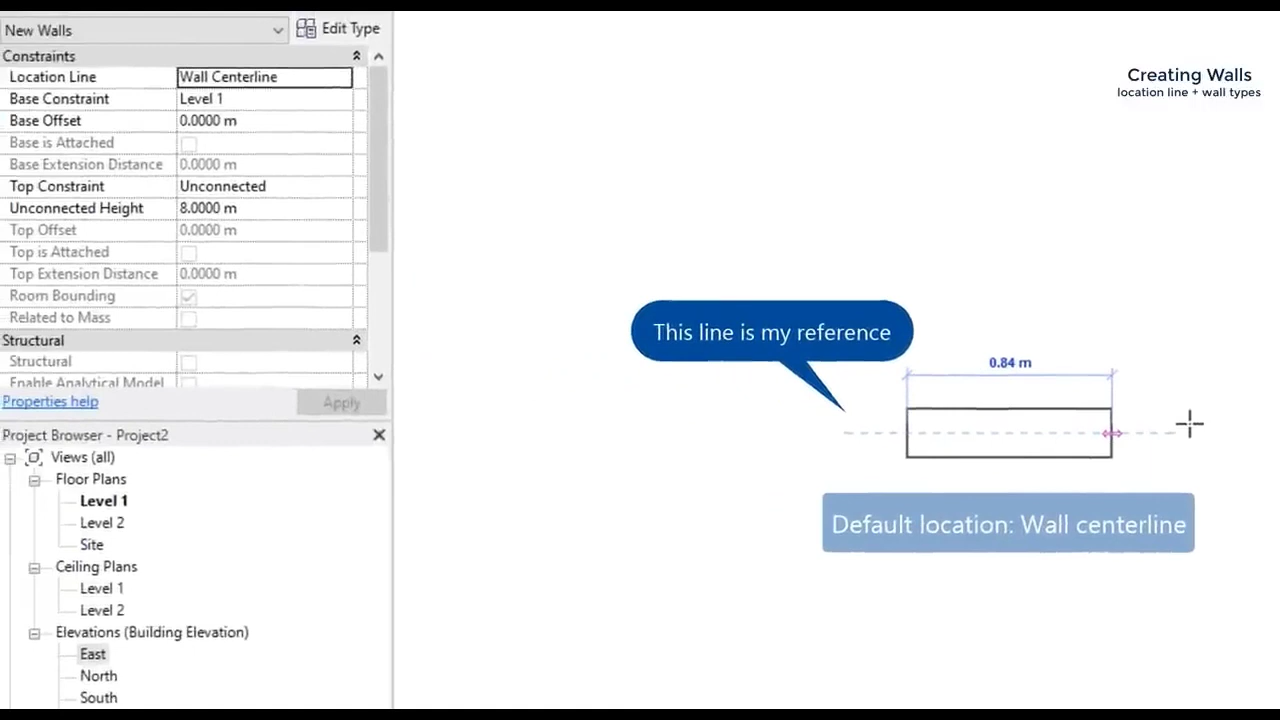 New Walls
Edit Type
Constraints
Location Line Wall Centerline
Base Constraint Level 1
Base Offset 0.0000 m
Base is Attached
Base Extension Distance 0.0000 m
Top Constraint Unconnected
Unconnected Height 8.0000 m
Top Offset 0.0000 m
Top is Attached
Top Extension Distance 0.0000 m
Room Bounding
Related to Mass
Structural
Structural
Enable Analytical Model
Properties help
Apply
Project Browser - Project2
Views (all)
Floor Plans
Level 1
Level 2
Site
Ceiling Plans
Level 1
Level 2
Elevations (Building Elevation)
East
North
South
Creating Walls
location line + wall types
This line is my reference
0.84 m
Default location: Wall centerline